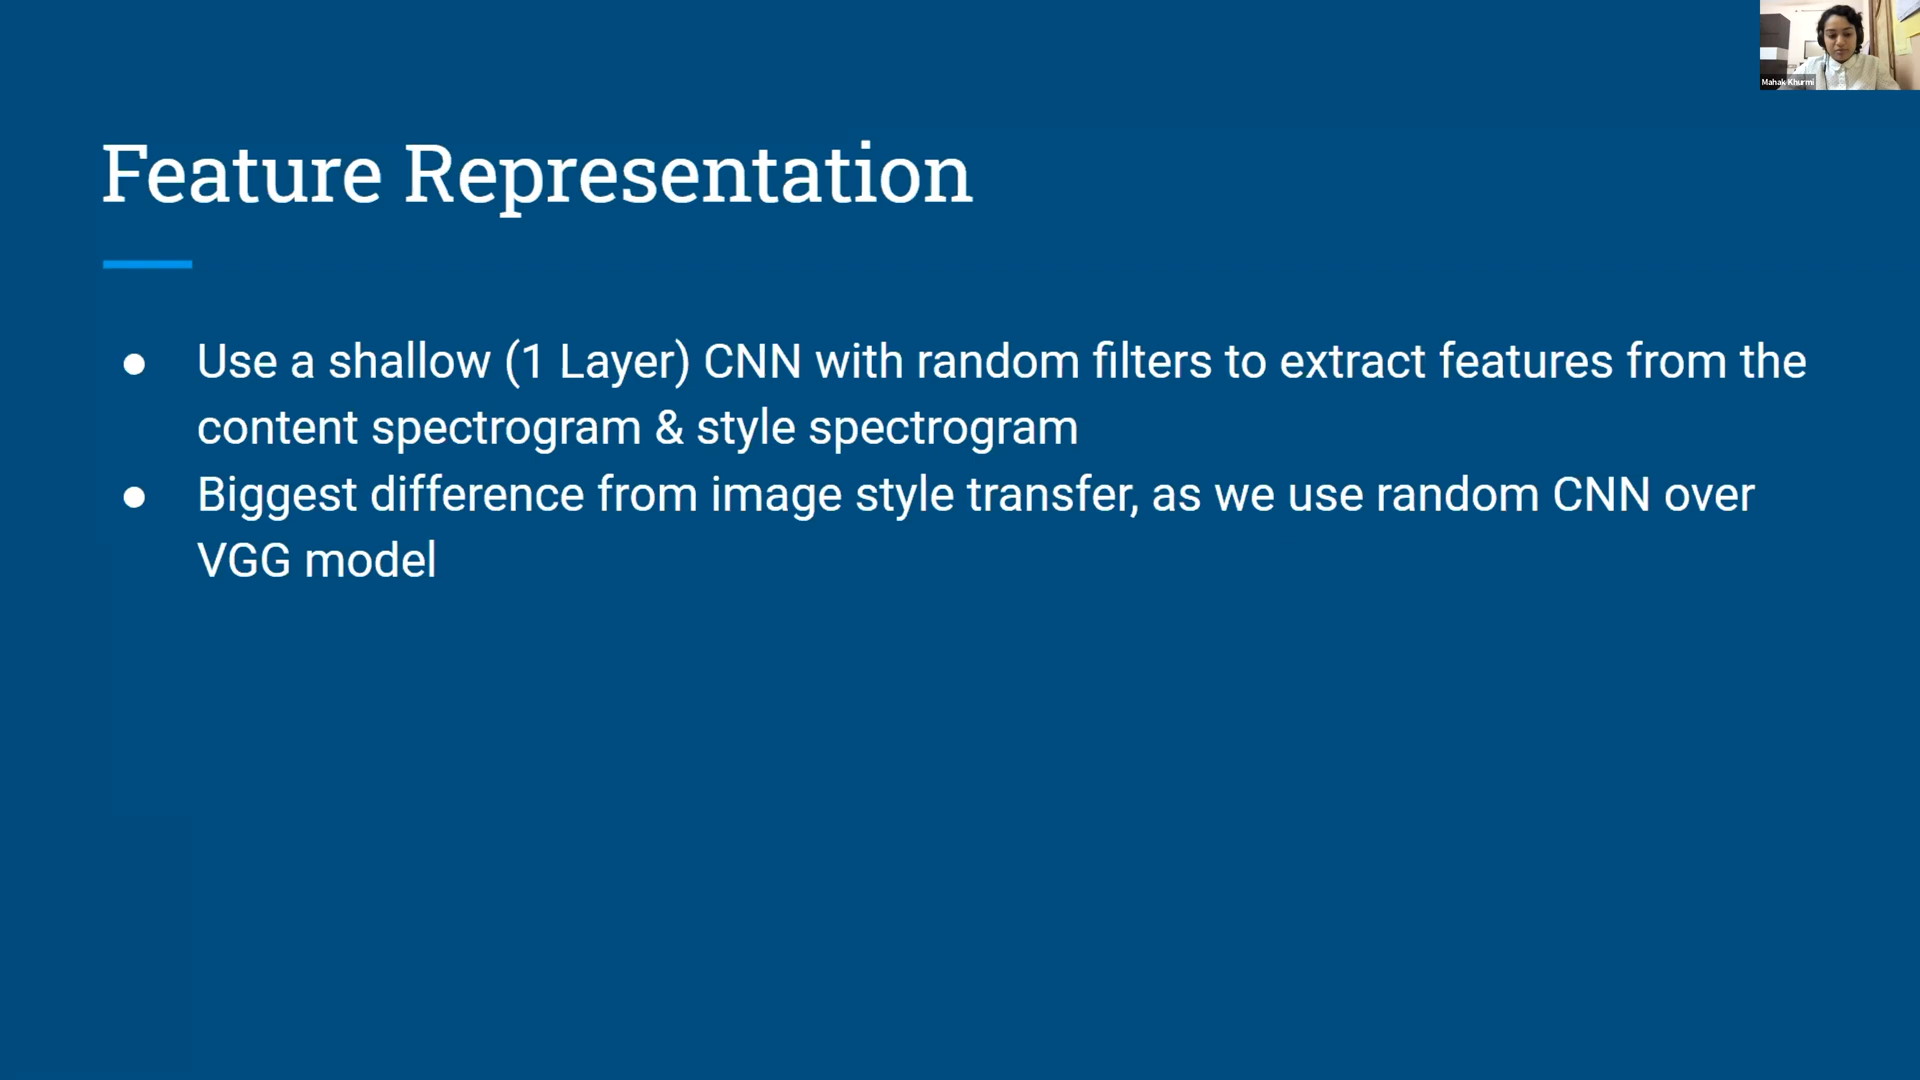 Mahak Khurmi
Feature Representation
● Use a shallow (1 Layer) CNN with random filters to extract features from the
content spectrogram & style spectrogram
● Biggest difference from image style transfer, as we use random CNN over
VGG model